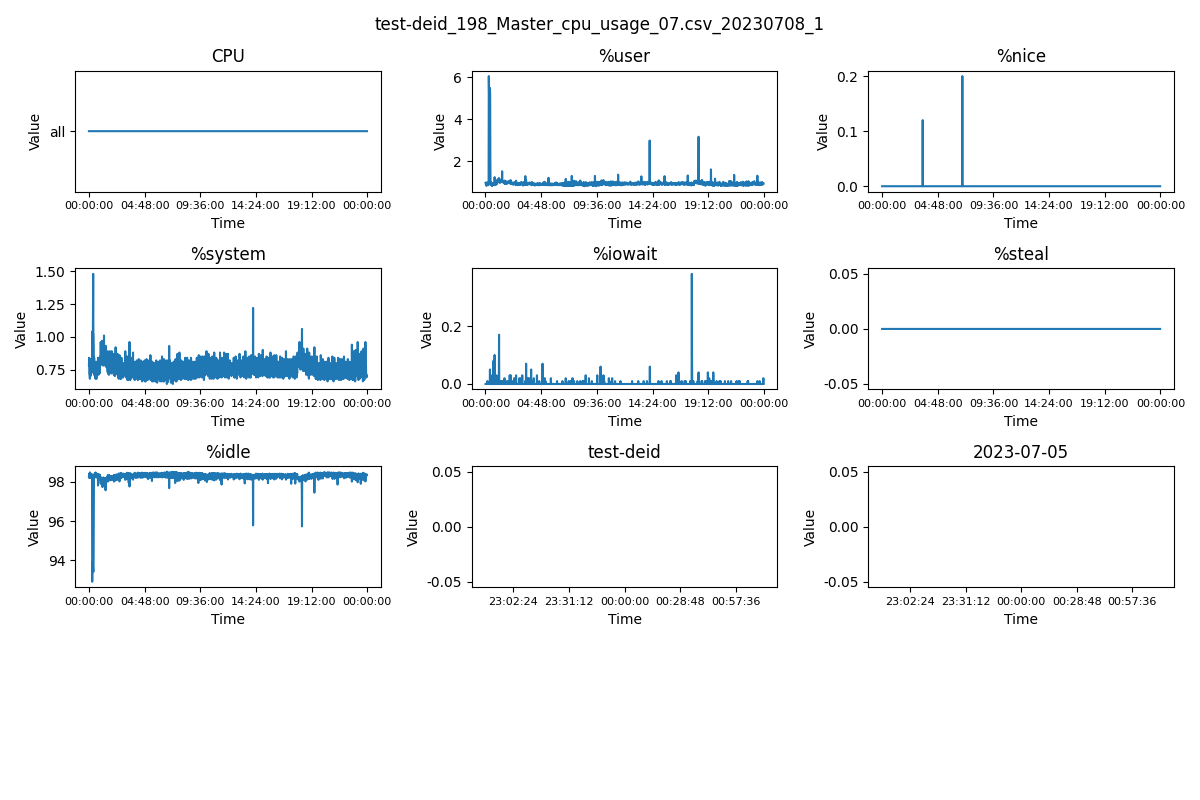 test-deid_198_Master_cpu_usage_07.csv_20230708_1
CPU
Value
all
00:00:00 04:48:00 09:36:00 14:24:00 19:12:00 00:00:00
Time
%user
Value
6
4
2
00:00:00 04:48:00 09:36:00 14:24:00 19:12:00 00:00:00
Time
%nice
Value
0.2
0.1
0.0
00:00:00 04:48:00 09:36:00 14:24:00 19:12:00 00:00:00
Time
%system
Value
1.50
1.25
1.00
0.75
00:00:00 04:48:00 09:36:00 14:24:00 19:12:00 00:00:00
Time
%iowait
Value
0.2
0.0
00:00:00 04:48:00 09:36:00 14:24:00 19:12:00 00:00:00
Time
%steal
Value
0.05
0.00
-0.05
00:00:00 04:48:00 09:36:00 14:24:00 19:12:00 00:00:00
Time
%idle
Value
98
96
94
00:00:00 04:48:00 09:36:00 14:24:00 19:12:00 00:00:00
Time
test-deid
Value
0.05
0.00
-0.05
23:02:24 23:31:12 00:00:00 00:28:48 00:57:36
Time
2023-07-05
Value
0.05
0.00
-0.05
23:02:24 23:31:12 00:00:00 00:28:48 00:57:36
Time